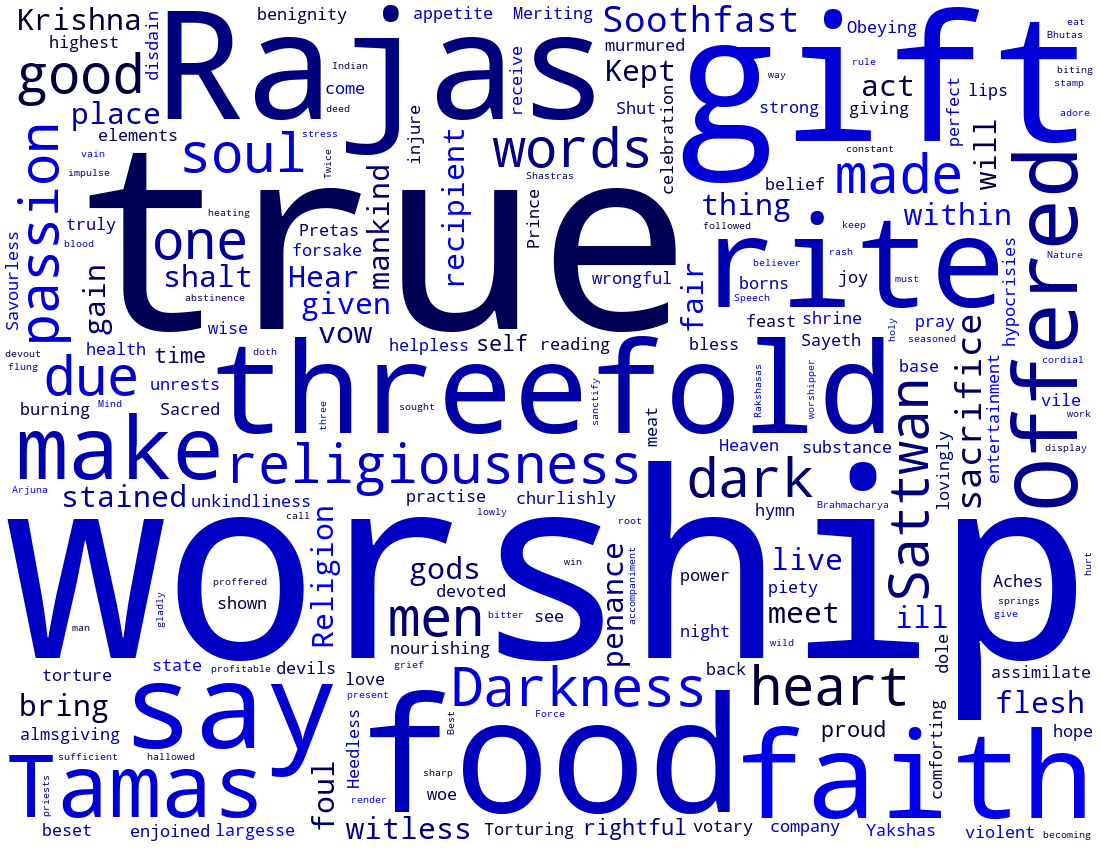 Krishna
benignity
appetite
Meriting
Soothfast
Obeying
eat
Bhutas
highest
disdain
Rajas
murmured
gift
good
Indian
come
deed
receive
Kept
way
rule
act
giving
lips
biting
stamp
adore
place
elements
Shut
strong
perfect
passion
vain
impulse
soul
stress
Twice
injure
recipient
words
Shastras
celebration
belief
constant
made
will
offered
truly
blood
heating
one
true
mankind
Prince
thing
followed
within
Savourless
gain
shalt
abstinence
Pretas
forsake
Hear
given
wrongful
fair
rite
believer
Speech
borns
rash
keep
joy
must
Nature
hypocrisies
wise
vow
feast
shrine
holy
pray
seasoned
devout
flung
health
time
doth
helpless
self
reading
bless
Sayeth
due
unrests
threefold
base
sacrifice
entertainment
cordial
vile
work
burning
Mind
Sacred
three
sought
sanctify
Rakshasas
worshipper
make
religiousness
meat
Heaven
substance
Sattwan
lovingly
display
Arjuna
stained
unkindliness
practise
churlishly
dark
Brahmacharya
call
Religion
lowly
root
hymn
worship
proffered
shown
man
gladly
gods
devoted
men
bitter
see
win
penance
accompaniment
power
night
live
piety
meet
wild
ill
Aches
springs
give
hurt
nourishing
torture
state
profitable
devils
grief
love
present
back
dole
assimilate
bring
say
Darkness
Force
Best
heart
flesh
almsgiving
Heedless
food
proud
comforting
hope
Tamas
sufficient
hallowed
foul
sharp
woe
faith
priests
render
beset
enjoined
largesse
witless
Torturing
rightful
votary
company
Yakshas
violent
becoming